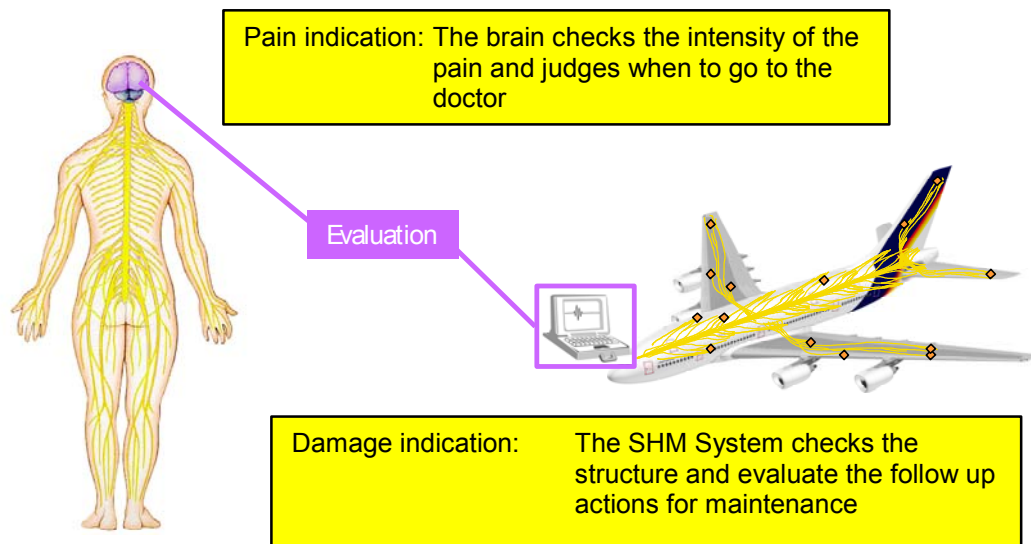 Pain indication: The brain checks the intensity of the
pain and judges when to go to the
doctor
Evaluation
Damage indication: The SHM System checks the
structure and evaluate the follow up
actions for maintenance